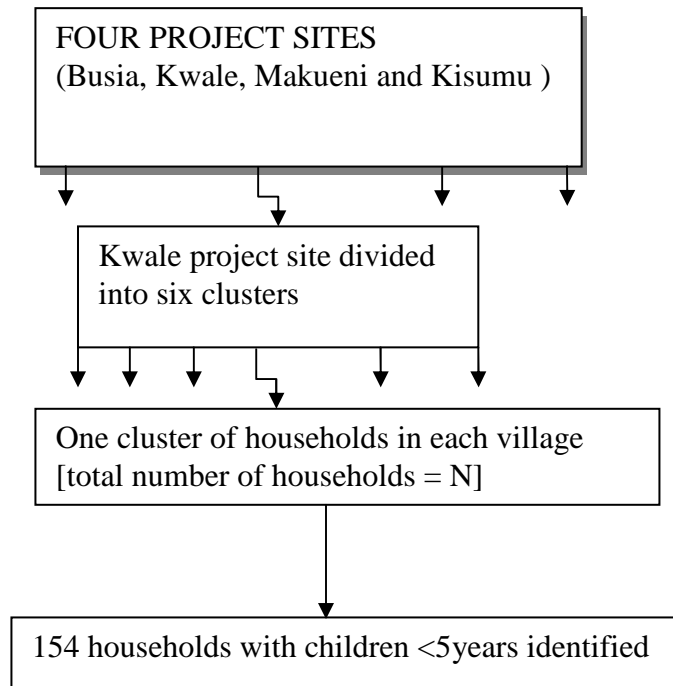 FOUR PROJECT SITES
(Busia, Kwale, Makueni and Kisumu )
Kwale project site divided
into six clusters
One cluster of households in each village
[total number of households = N]
154 households with children <5years identified